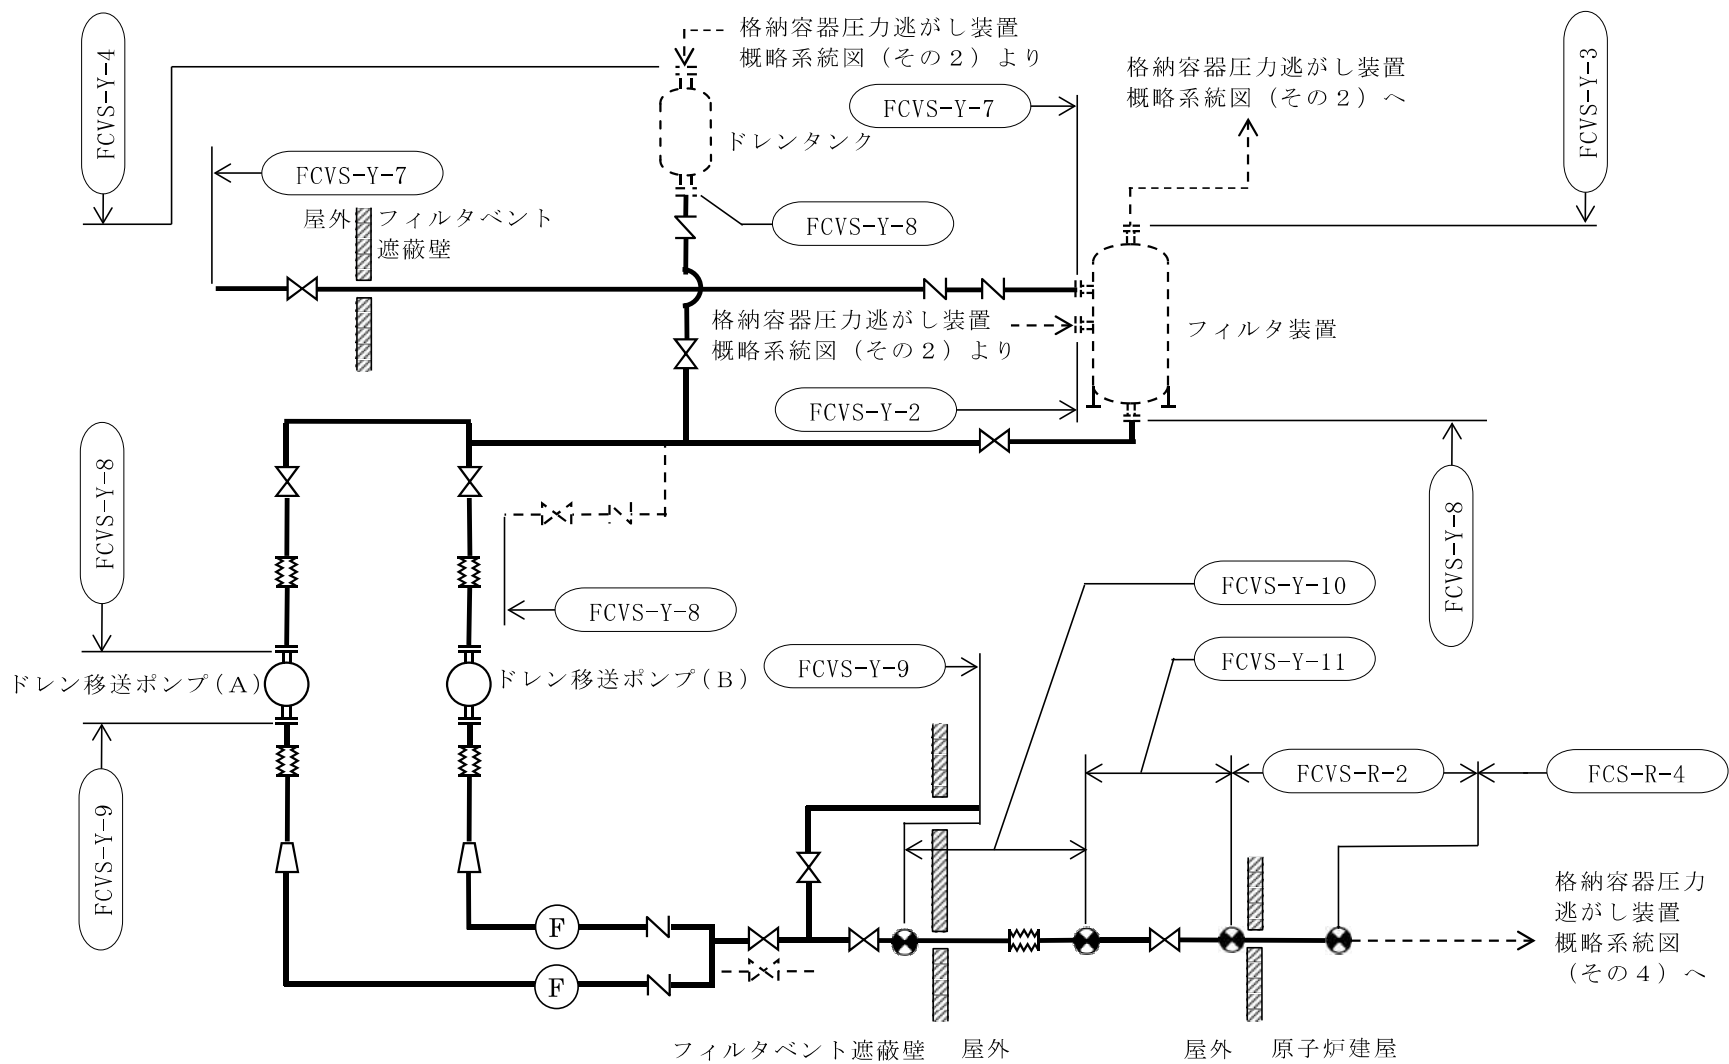 格納容器圧力逃がし装置
概略系統図(その2)より
格納容器圧力逃がし装置
概略系統図(その2)へ
FCVS-Y-4
FCVS-Y-7
FCVS-Y-3
ドレンタンク
FCVS-Y-7
屋外
フィルタベント
遮蔽壁
FCVS-Y-8
格納容器圧力逃がし装置
概略系統図(その2)より
フィルタ装置
FCVS-Y-2
FCVS-Y-8
FCVS-Y-8
FCVS-Y-8
FCVS-Y-10
FCVS-Y-11
FCVS-Y-9
ドレン移送ポンプ(A)
ドレン移送ポンプ(B)
FCVS-R-2
FCS-R-4
FCVS-Y-9
F
F
格納容器圧力
逃がし装置
概略系統図
(その4)へ
フィルタベント遮蔽壁
屋外
屋外
原子炉建屋